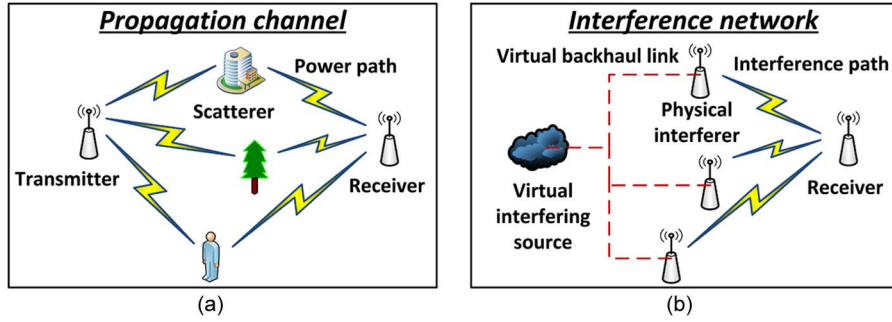 Propagation channel
Power path
Scatterer
Transmitter
Receiver
(a)
Interference network
Virtual backhaul link
Interference path
Physical
interferer
Virtual
interfering
source
Receiver
(b)